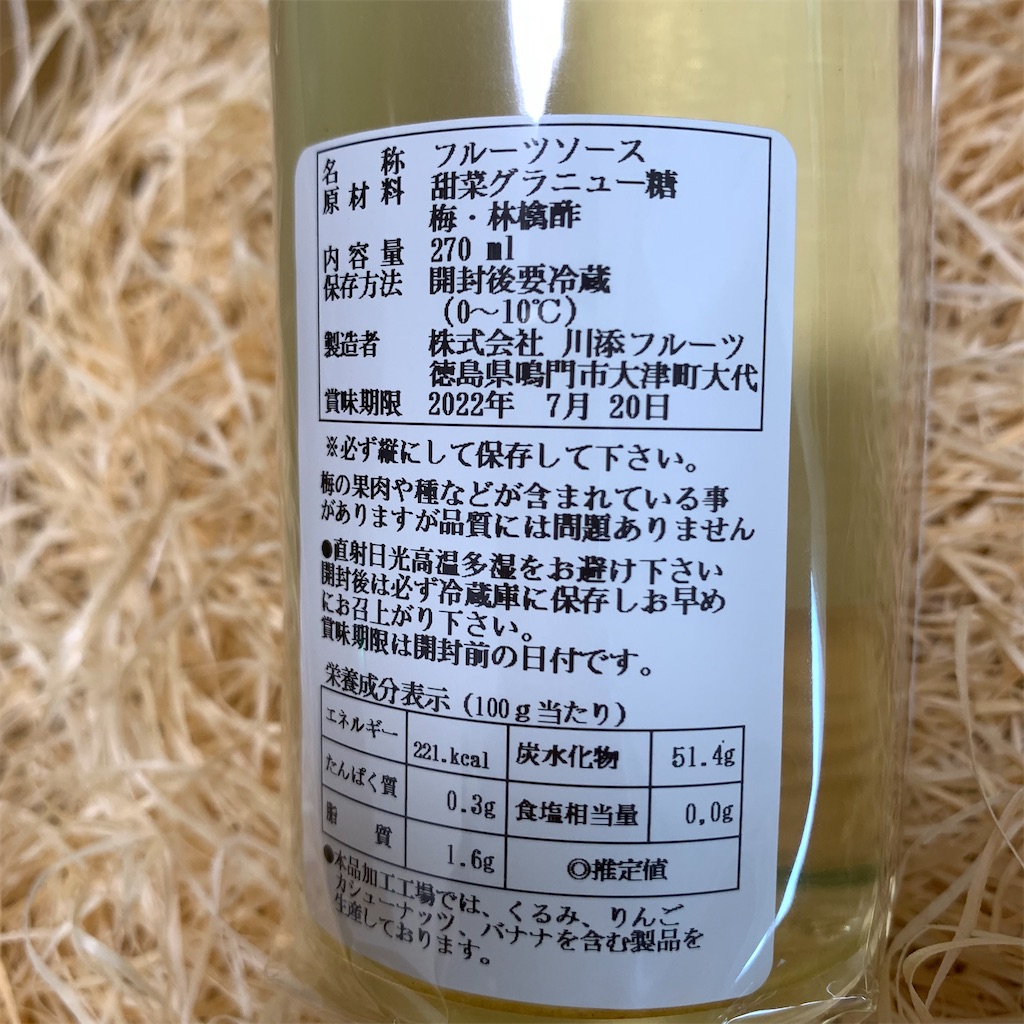 名称 フルーツソース
原材料 甜菜グラニュー糖
梅・林檎酢
内容量 270 ml
保存方法 開封後要冷蔵
(0～10℃)
製造者 株式会社 川添フルーツ
徳島県鳴門市大津町大代
賞味期限 2022年 7月 20日
※必ず縦にして保存して下さい。
梅の果肉や種などが含まれている事
がありますが品質には問題ありません
●直射日光高温多湿をお避け下さい
開封後は必ず冷蔵庫に保存しお早め
にお召上がり下さい。
賞味期限は開封前の日付です。
栄養成分表示(100g当たり)
エネルギー 221.kcal 炭水化物 51.4g
たんぱく質 0.3g 食塩相当量 0,0g
脂質 1.6g ◎推定値
●本品加工工場では、くるみ、りんご
カシューナッツ、バナナを含む製品を
生産しております。